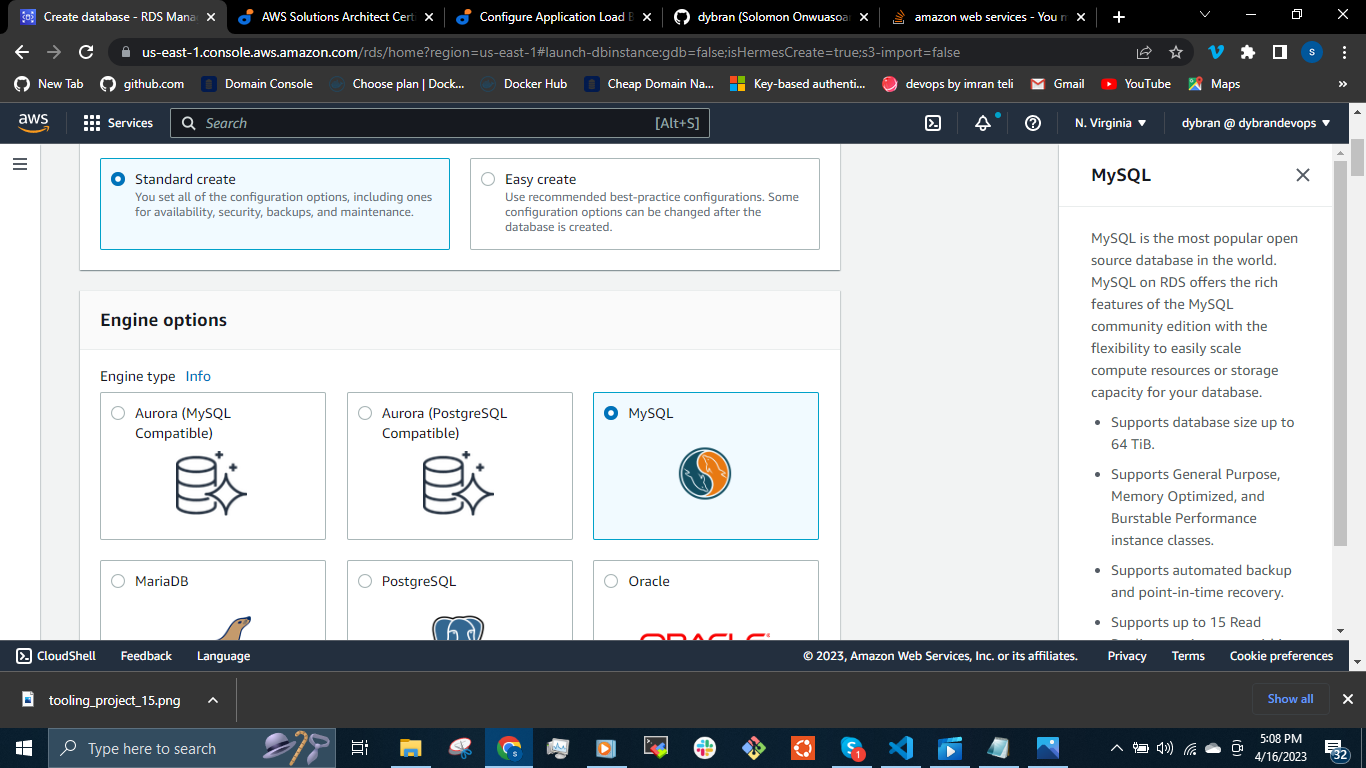 Create database - RDS Mana
AWS Solutions Architect Cert
Configure Application Load B
dybran (Solomon Onwuasoar
amazon web services - You n
us-east-1.console.aws.amazon.com/rds/home?region=us-east-1#launch-dbinstance:gdb=false;isHermesCreate=true;s3-import=false
S
New Tab
github.com
Domain Console
Choose plan | Dock...
Docker Hub
Cheap Domain Na...
Key-based authenti...
devops by imran teli
Gmail
YouTube
Maps
»
aws
Services
Search
[Alt+S]
N. Virginia
dybran @ dybrandevops
Standard create
You set all of the configuration options, including ones
for availability, security, backups, and maintenance.
Easy create
Use recommended best-practice configurations. Some
configuration options can be changed after the
database is created.
Engine options
Engine type Info
Aurora (MySQL
Compatible)
Aurora (PostgreSQL
Compatible)
MySQL
MariaDB
PostgreSQL
Oracle
ORACLE
MySQL
MySQL is the most popular open
source database in the world.
MySQL on RDS offers the rich
features of the MySQL
community edition with the
flexibility to easily scale
compute resources or storage
capacity for your database.
• Supports database size up to
64 TiB.
• Supports General Purpose,
Memory Optimized, and
Burstable Performance
instance classes.
• Supports automated backup
and point-in-time recovery.
• Supports up to 15 Read
CloudShell
Feedback
Language
© 2023, Amazon Web Services, Inc. or its affiliates.
Privacy
Terms
Cookie preferences
tooling_project_15.png
Show all
Type here to search
5:08 PM
4/16/2023
32